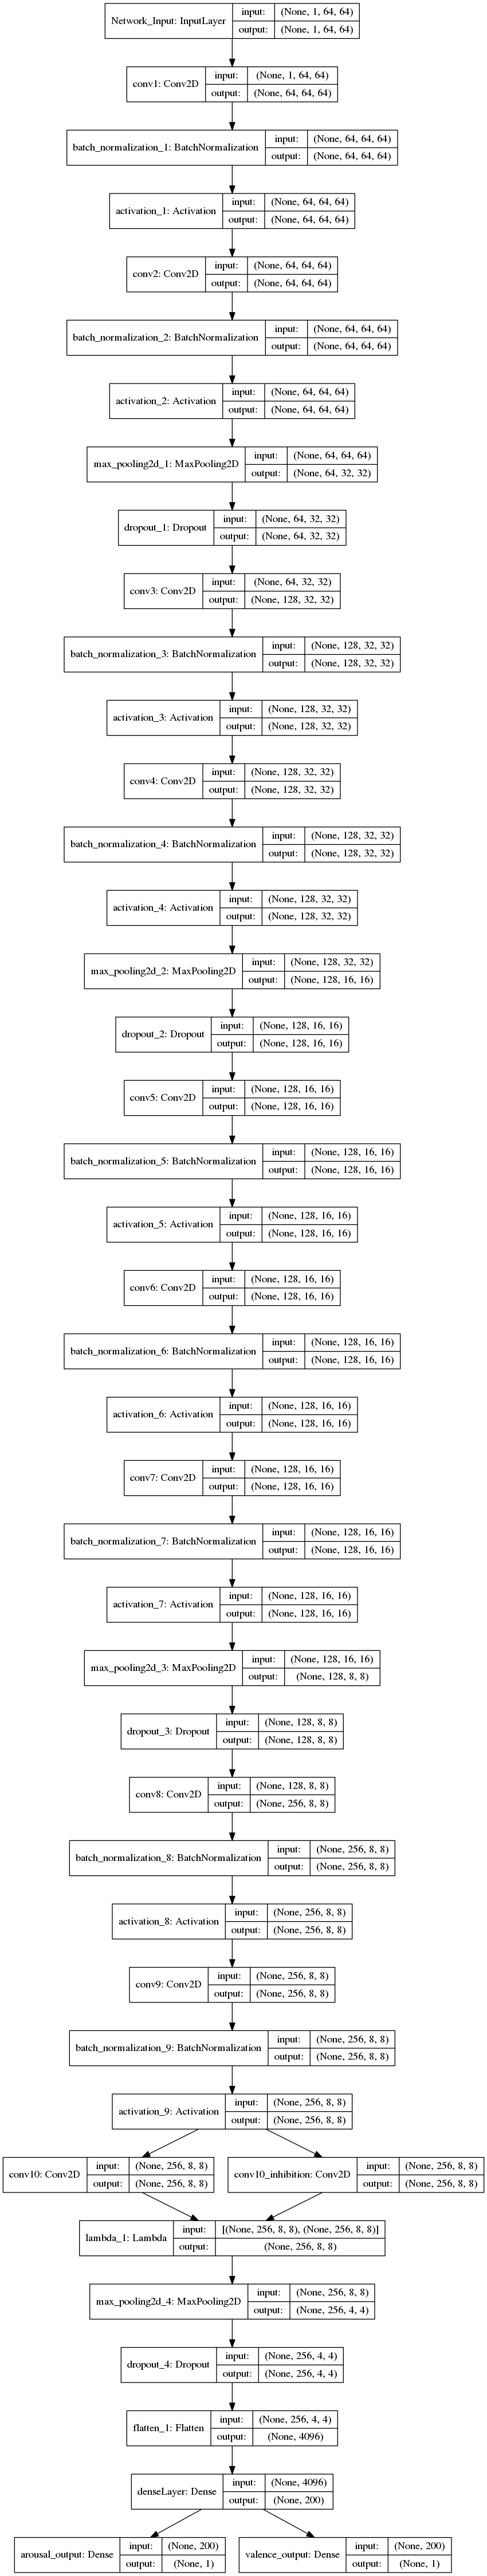 Network_Input: InputLayer
input: (None, 1, 64, 64)
output: (None, 1, 64, 64)
conv1: Conv2D
input: (None, 1, 64, 64)
output: (None, 64, 64, 64)
batch_normalization_1: BatchNormalization
input: (None, 64, 64, 64)
output: (None, 64, 64, 64)
activation_1: Activation
input: (None, 64, 64, 64)
output: (None, 64, 64, 64)
conv2: Conv2D
input: (None, 64, 64, 64)
output: (None, 64, 64, 64)
batch_normalization_2: BatchNormalization
input: (None, 64, 64, 64)
output: (None, 64, 64, 64)
activation_2: Activation
input: (None, 64, 64, 64)
output: (None, 64, 64, 64)
max_pooling2d_1: MaxPooling2D
input: (None, 64, 64, 64)
output: (None, 64, 32, 32)
dropout_1: Dropout
input: (None, 64, 32, 32)
output: (None, 64, 32, 32)
conv3: Conv2D
input: (None, 64, 32, 32)
output: (None, 128, 32, 32)
batch_normalization_3: BatchNormalization
input: (None, 128, 32, 32)
output: (None, 128, 32, 32)
activation_3: Activation
input: (None, 128, 32, 32)
output: (None, 128, 32, 32)
conv4: Conv2D
input: (None, 128, 32, 32)
output: (None, 128, 32, 32)
batch_normalization_4: BatchNormalization
input: (None, 128, 32, 32)
output: (None, 128, 32, 32)
activation_4: Activation
input: (None, 128, 32, 32)
output: (None, 128, 32, 32)
max_pooling2d_2: MaxPooling2D
input: (None, 128, 32, 32)
output: (None, 128, 16, 16)
dropout_2: Dropout
input: (None, 128, 16, 16)
output: (None, 128, 16, 16)
conv5: Conv2D
input: (None, 128, 16, 16)
output: (None, 128, 16, 16)
batch_normalization_5: BatchNormalization
input: (None, 128, 16, 16)
output: (None, 128, 16, 16)
activation_5: Activation
input: (None, 128, 16, 16)
output: (None, 128, 16, 16)
conv6: Conv2D
input: (None, 128, 16, 16)
output: (None, 128, 16, 16)
batch_normalization_6: BatchNormalization
input: (None, 128, 16, 16)
output: (None, 128, 16, 16)
activation_6: Activation
input: (None, 128, 16, 16)
output: (None, 128, 16, 16)
conv7: Conv2D
input: (None, 128, 16, 16)
output: (None, 128, 16, 16)
batch_normalization_7: BatchNormalization
input: (None, 128, 16, 16)
output: (None, 128, 16, 16)
activation_7: Activation
input: (None, 128, 16, 16)
output: (None, 128, 16, 16)
max_pooling2d_3: MaxPooling2D
input: (None, 128, 16, 16)
output: (None, 128, 8, 8)
dropout_3: Dropout
input: (None, 128, 8, 8)
output: (None, 128, 8, 8)
conv8: Conv2D
input: (None, 128, 8, 8)
output: (None, 256, 8, 8)
batch_normalization_8: BatchNormalization
input: (None, 256, 8, 8)
output: (None, 256, 8, 8)
activation_8: Activation
input: (None, 256, 8, 8)
output: (None, 256, 8, 8)
conv9: Conv2D
input: (None, 256, 8, 8)
output: (None, 256, 8, 8)
batch_normalization_9: BatchNormalization
input: (None, 256, 8, 8)
output: (None, 256, 8, 8)
activation_9: Activation
input: (None, 256, 8, 8)
output: (None, 256, 8, 8)
conv10: Conv2D
input: (None, 256, 8, 8)
output: (None, 256, 8, 8)
conv10_inhibition: Conv2D
input: (None, 256, 8, 8)
output: (None, 256, 8, 8)
lambda_1: Lambda
input: [(None, 256, 8, 8), (None, 256, 8, 8)]
output: (None, 256, 8, 8)
max_pooling2d_4: MaxPooling2D
input: (None, 256, 8, 8)
output: (None, 256, 4, 4)
dropout_4: Dropout
input: (None, 256, 4, 4)
output: (None, 256, 4, 4)
flatten_1: Flatten
input: (None, 256, 4, 4)
output: (None, 4096)
denseLayer: Dense
input: (None, 4096)
output: (None, 200)
arousal_output: Dense
input: (None, 200)
output: (None, 1)
valence_output: Dense
input: (None, 200)
output: (None, 1)